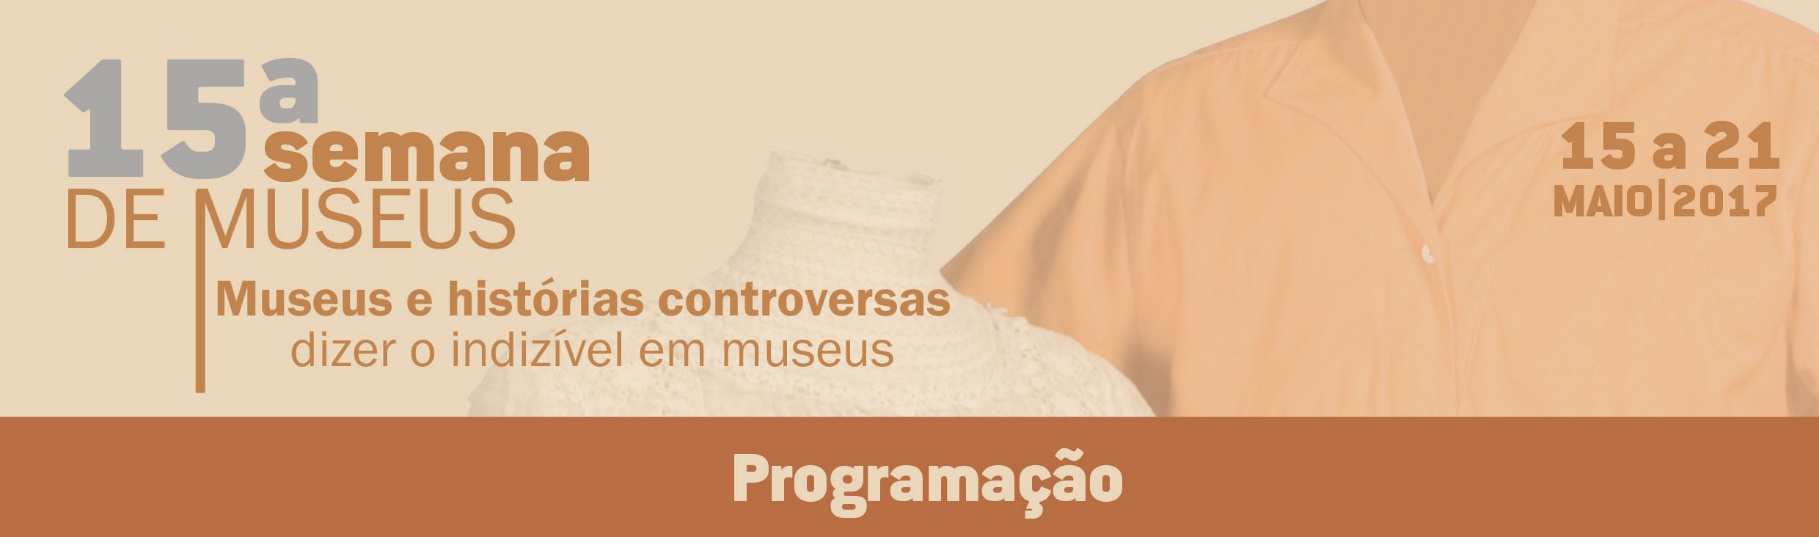 15ª
semana
DE MUSEUS
Museus e histórias controversas
dizer o indizível em museus
15 a 21
MAIO|2017
Programação